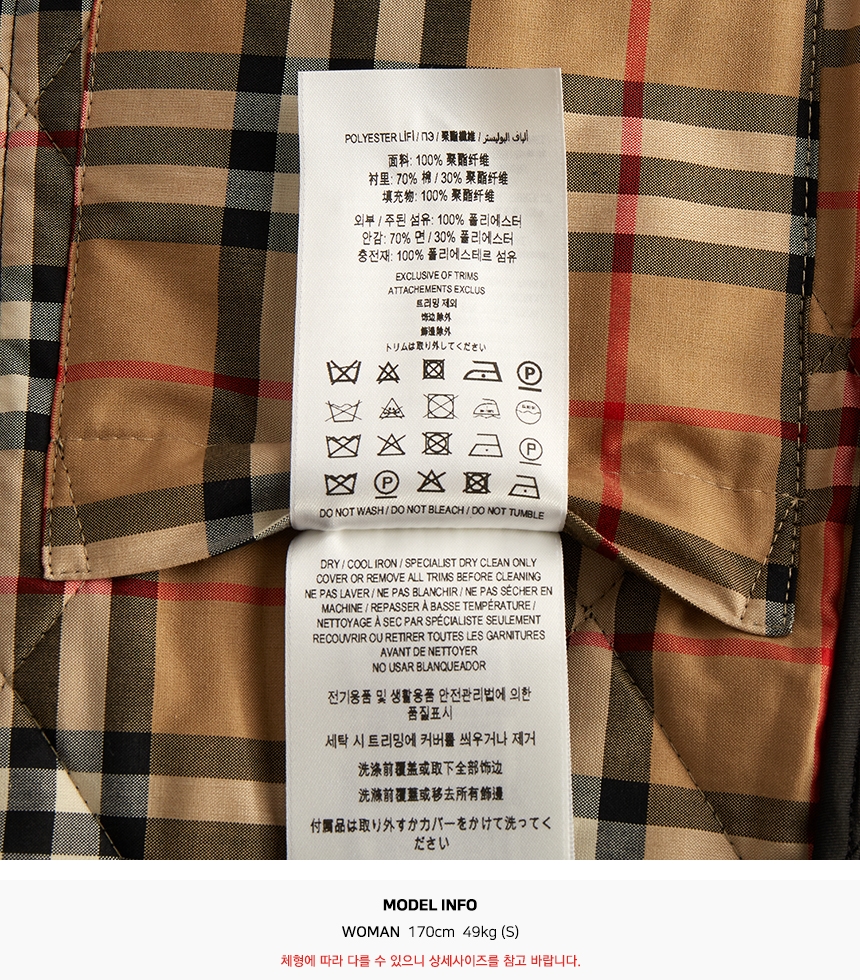 POLYESTER LİFİ / ПЭ / 聚酯纤维 / ألياف البوليستر
面料: 100% 聚酯纤维
衬里: 70% 棉 / 30% 聚酯纤维
填充物: 100% 聚酯纤维
외부 / 주된 섬유: 100% 폴리에스터
안감: 70% 면 / 30% 폴리에스터
충전재: 100% 폴리에스테르 섬유
EXCLUSIVE OF TRIMS
ATTACHEMENTS EXCLUS
트리밍 제외
饰边除外
飾邊除外
トリムは取り外してください
P
P
P
DO NOT WASH / DO NOT BLEACH / DO NOT TUMBLE
DRY / COOL IRON / SPECIALIST DRY CLEAN ONLY
COVER OR REMOVE ALL TRIMS BEFORE CLEANING
NE PAS LAVER / NE PAS BLANCHIR / NE PAS SÉCHER EN
MACHINE / REPASSER À BASSE TEMPÉRATURE /
NETTOYAGE À SEC PAR SPÉCIALISTE SEULEMENT
RECOUVRIR OU RETIRER TOUTES LES GARNITURES
AVANT DE NETTOYER
NO USAR BLANQUEADOR
전기용품 및 생활용품 안전관리법에 의한
품질표시
세탁 시 트리밍에 커버를 씌우거나 제거
洗涤前覆盖或取下全部饰边
洗滌前覆蓋或移去所有飾邊
付属品は取り外すかカバーをかけて洗ってく
ださい
MODEL INFO
WOMAN 170cm 49kg (S)
체형에 따라 다를 수 있으니 상세사이즈를 참고 바랍니다.